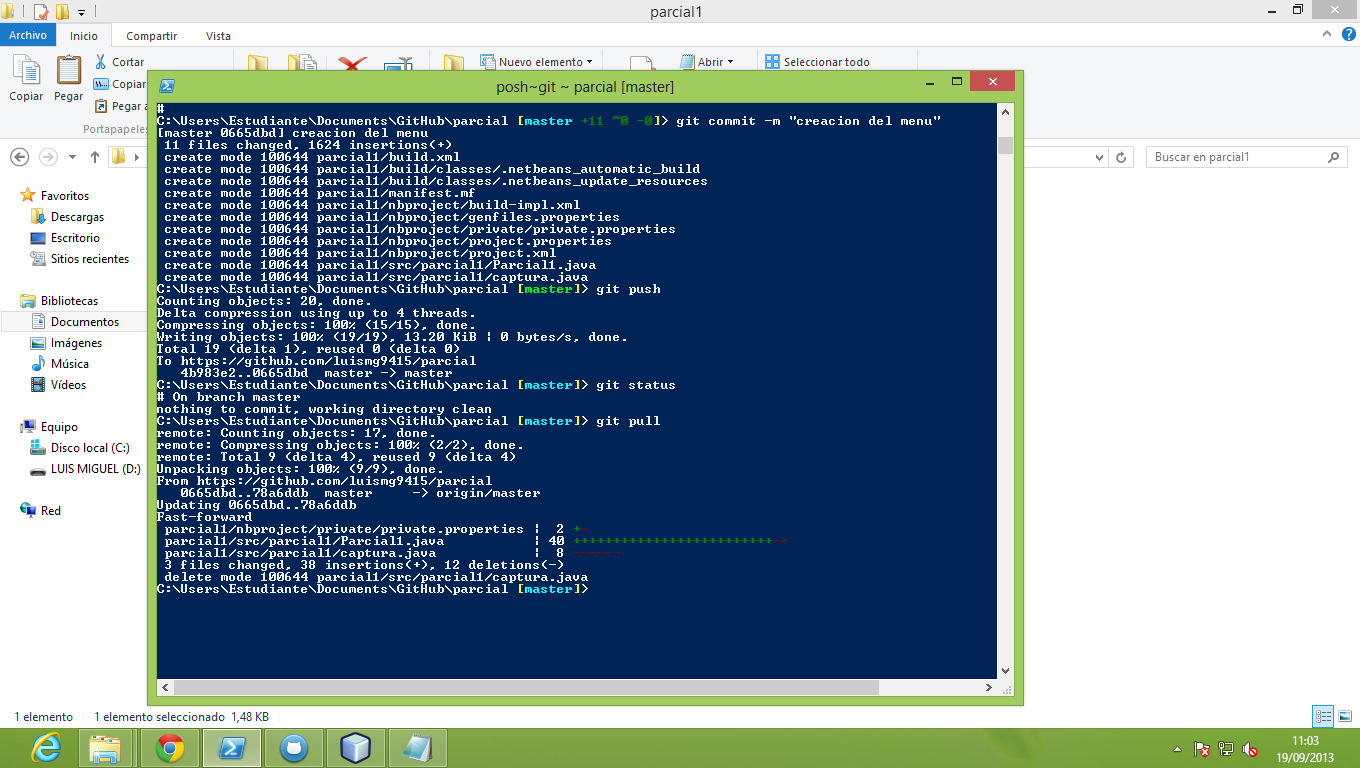 parcial1
Archivo Inicio Compartir Vista
Copiar
Pegar
Cortar
Copiar
Pegar a
Nuevo elemento
Abrir
Seleccionar todo
Portapapeles
Buscar en parcial1
Favoritos
Descargas
Escritorio
Sitios recientes
Bibliotecas
Documentos
Imágenes
Música
Vídeos
Equipo
Disco local (C:)
LUIS MIGUEL (D:)
Red
posh~git ~ parcial [master]
#
C:\Users\Estudiante\Documents\GitHub\parcial [master +11 ~0 -0]> git commit -m "creacion del menu"
[master 0665dbd] creacion del menu
 11 files changed, 1624 insertions(+)
 create mode 100644 parcial1/build.xml
 create mode 100644 parcial1/build/classes/.netbeans_automatic_build
 create mode 100644 parcial1/build/classes/.netbeans_update_resources
 create mode 100644 parcial1/manifest.mf
 create mode 100644 parcial1/nbproject/build-impl.xml
 create mode 100644 parcial1/nbproject/genfiles.properties
 create mode 100644 parcial1/nbproject/private/private.properties
 create mode 100644 parcial1/nbproject/project.properties
 create mode 100644 parcial1/nbproject/project.xml
 create mode 100644 parcial1/src/parcial1/Parcial1.java
 create mode 100644 parcial1/src/parcial1/captura.java
C:\Users\Estudiante\Documents\GitHub\parcial [master]> git push
Counting objects: 20, done.
Delta compression using up to 4 threads.
Compressing objects: 100% (15/15), done.
Writing objects: 100% (19/19), 13.20 KiB | 0 bytes/s, done.
Total 19 (delta 1), reused 0 (delta 0)
To https://github.com/luismg9415/parcial
   4b983e2..0665dbd  master -> master
C:\Users\Estudiante\Documents\GitHub\parcial [master]> git status
# On branch master
nothing to commit, working directory clean
C:\Users\Estudiante\Documents\GitHub\parcial [master]> git pull
remote: Counting objects: 17, done.
remote: Compressing objects: 100% (2/2), done.
remote: Total 9 (delta 4), reused 9 (delta 4)
Unpacking objects: 100% (9/9), done.
From https://github.com/luismg9415/parcial
   0665dbd..78a6ddb  master     -> origin/master
Updating 0665dbd..78a6ddb
Fast-forward
 parcial1/nbproject/private/private.properties |  2 +-
 parcial1/src/parcial1/Parcial1.java           | 40 +++++++++++++++++++++++++--
 parcial1/src/parcial1/captura.java            |  8 ------
 3 files changed, 38 insertions(+), 12 deletions(-)
 delete mode 100644 parcial1/src/parcial1/captura.java
C:\Users\Estudiante\Documents\GitHub\parcial [master]>
1 elemento 1 elemento seleccionado 1,48 KB
11:03
19/09/2013